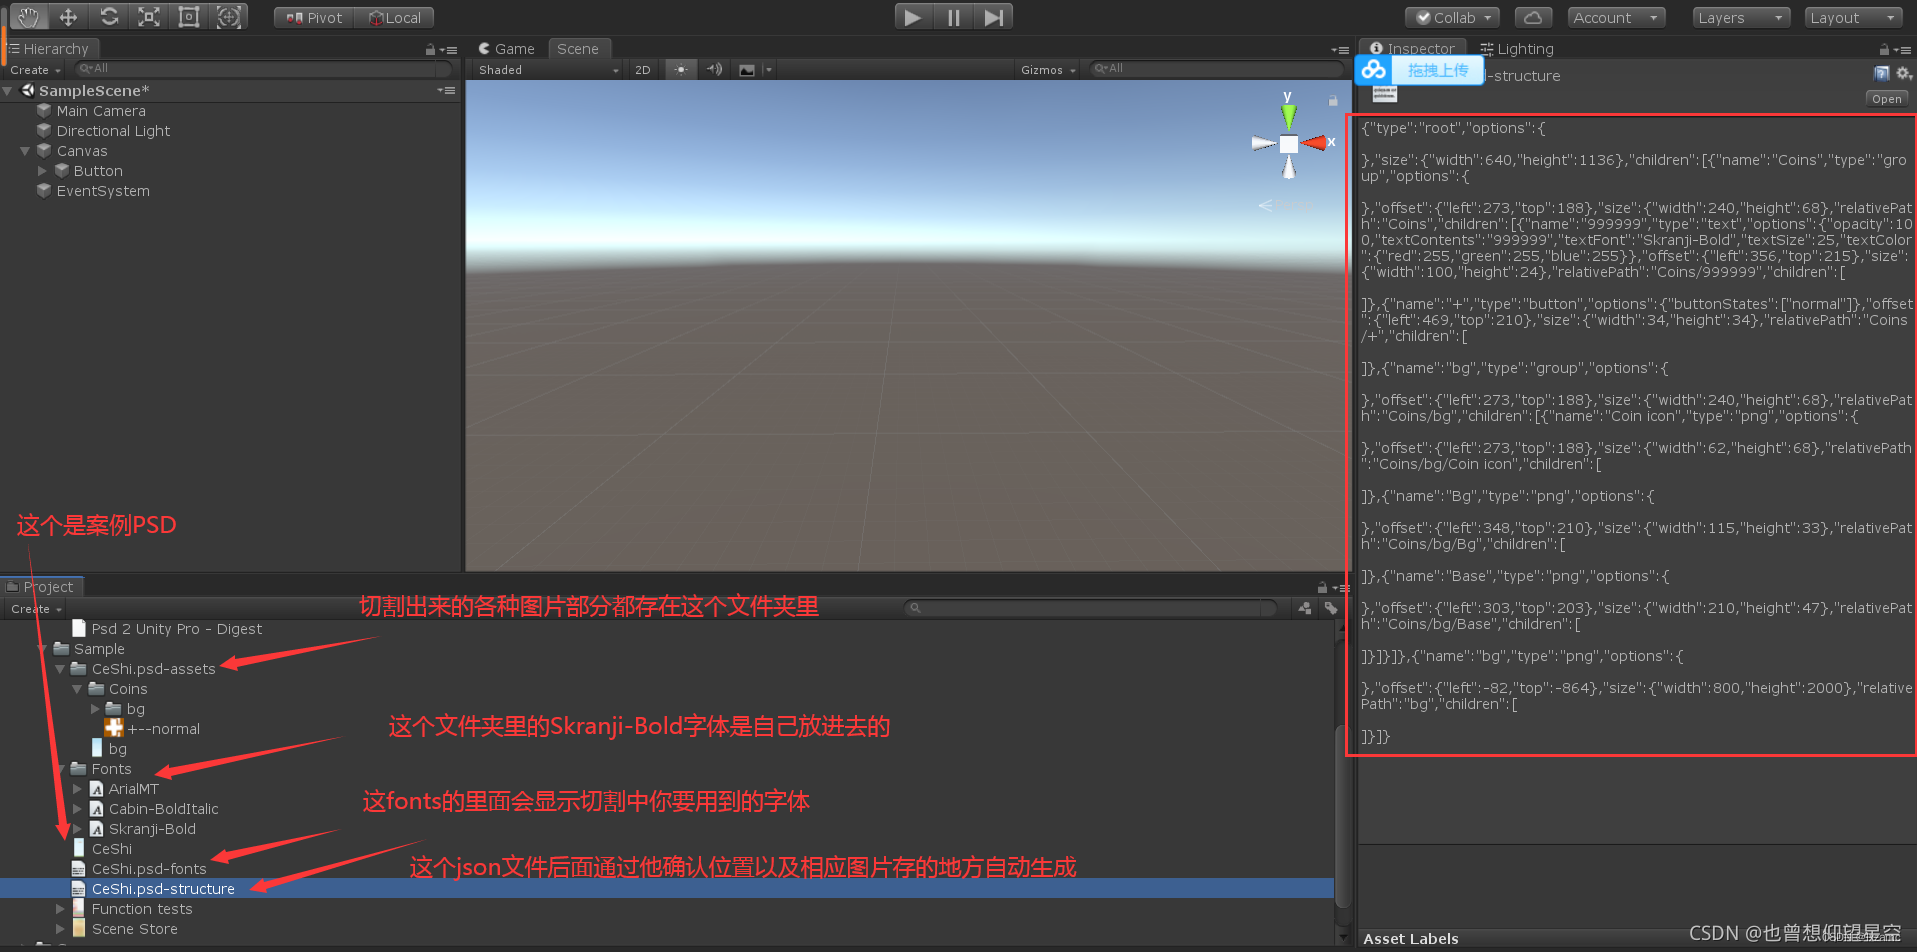 Pivot Local Collab Account Layers Layout
Hierarchy
Create All
SampleScene*
Main Camera
Directional Light
Canvas
Button
EventSystem
Game Scene
Shaded 2D Gizmos All
y
x
Inspector Lighting
拖拽上传 -structure
Open
{"type":"root","options":{
},"size":{"width":640,"height":1136},"children":[{"name":"Coins","type":"gro
up","options":{
},"offset":{"left":273,"top":188},"size":{"width":240,"height":68},"relativePat
h":"Coins","children":[{"name":"999999","type":"text","options":{"opacity":10
0,"textContents":"999999","textFont":"Skranji-Bold","textSize":25,"textColor
":{"red":255,"green":255,"blue":255}},"offset":{"left":356,"top":215},"size":
{"width":100,"height":24},"relativePath":"Coins/999999","children":[
]},{"name":"+","type":"button","options":{"buttonStates":["normal"]},"offset
":{"left":469,"top":210},"size":{"width":34,"height":34},"relativePath":"Coins
/+","children":[
]},{"name":"bg","type":"group","options":{
},"offset":{"left":273,"top":188},"size":{"width":240,"height":68},"relativePat
h":"Coins/bg","children":[{"name":"Coin icon","type":"png","options":{
},"offset":{"left":273,"top":188},"size":{"width":62,"height":68},"relativePath
":"Coins/bg/Coin icon","children":[
]},{"name":"Bg","type":"png","options":{
},"offset":{"left":348,"top":210},"size":{"width":115,"height":33},"relativePat
h":"Coins/bg/Bg","children":[
]},{"name":"Base","type":"png","options":{
},"offset":{"left":303,"top":203},"size":{"width":210,"height":47},"relativePat
h":"Coins/bg/Base","children":[
]}]}]},{"name":"bg","type":"png","options":{
},"offset":{"left":-82,"top":-864},"size":{"width":800,"height":2000},"relative
Path":"bg","children":[
]}]}
这个是案例PSD
Project
Create
切割出来的各种图片部分都存在这个文件夹里
Psd 2 Unity Pro - Digest
Sample
CeShi.psd-assets
Coins
bg
+--normal
这个文件夹里的Skranji-Bold字体是自己放进去的
bg
Fonts
ArialMT
这fonts的里面会显示切割中你要用到的字体
Cabin-BoldItalic
Skranji-Bold
CeShi
CeShi.psd-fonts
这个json文件后面通过他确认位置以及相应图片存的地方自动生成
CeShi.psd-structure
Function tests
Scene Store
Asset Labels
CSDN @也曾想仰望星空